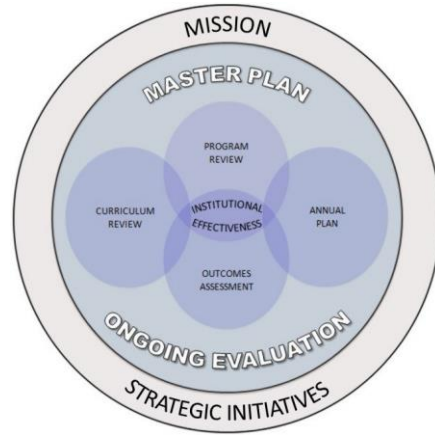 MISSION
MASTER PLAN
PROGRAM
REVIEW
CURRICULUM
REVIEW
INSTITUTIONAL
EFFECTIVENESS
ANNUAL
PLAN
OUTCOMES
ASSESSMENT
ONGOING EVALUATION
STRATEGIC INITIATIVES